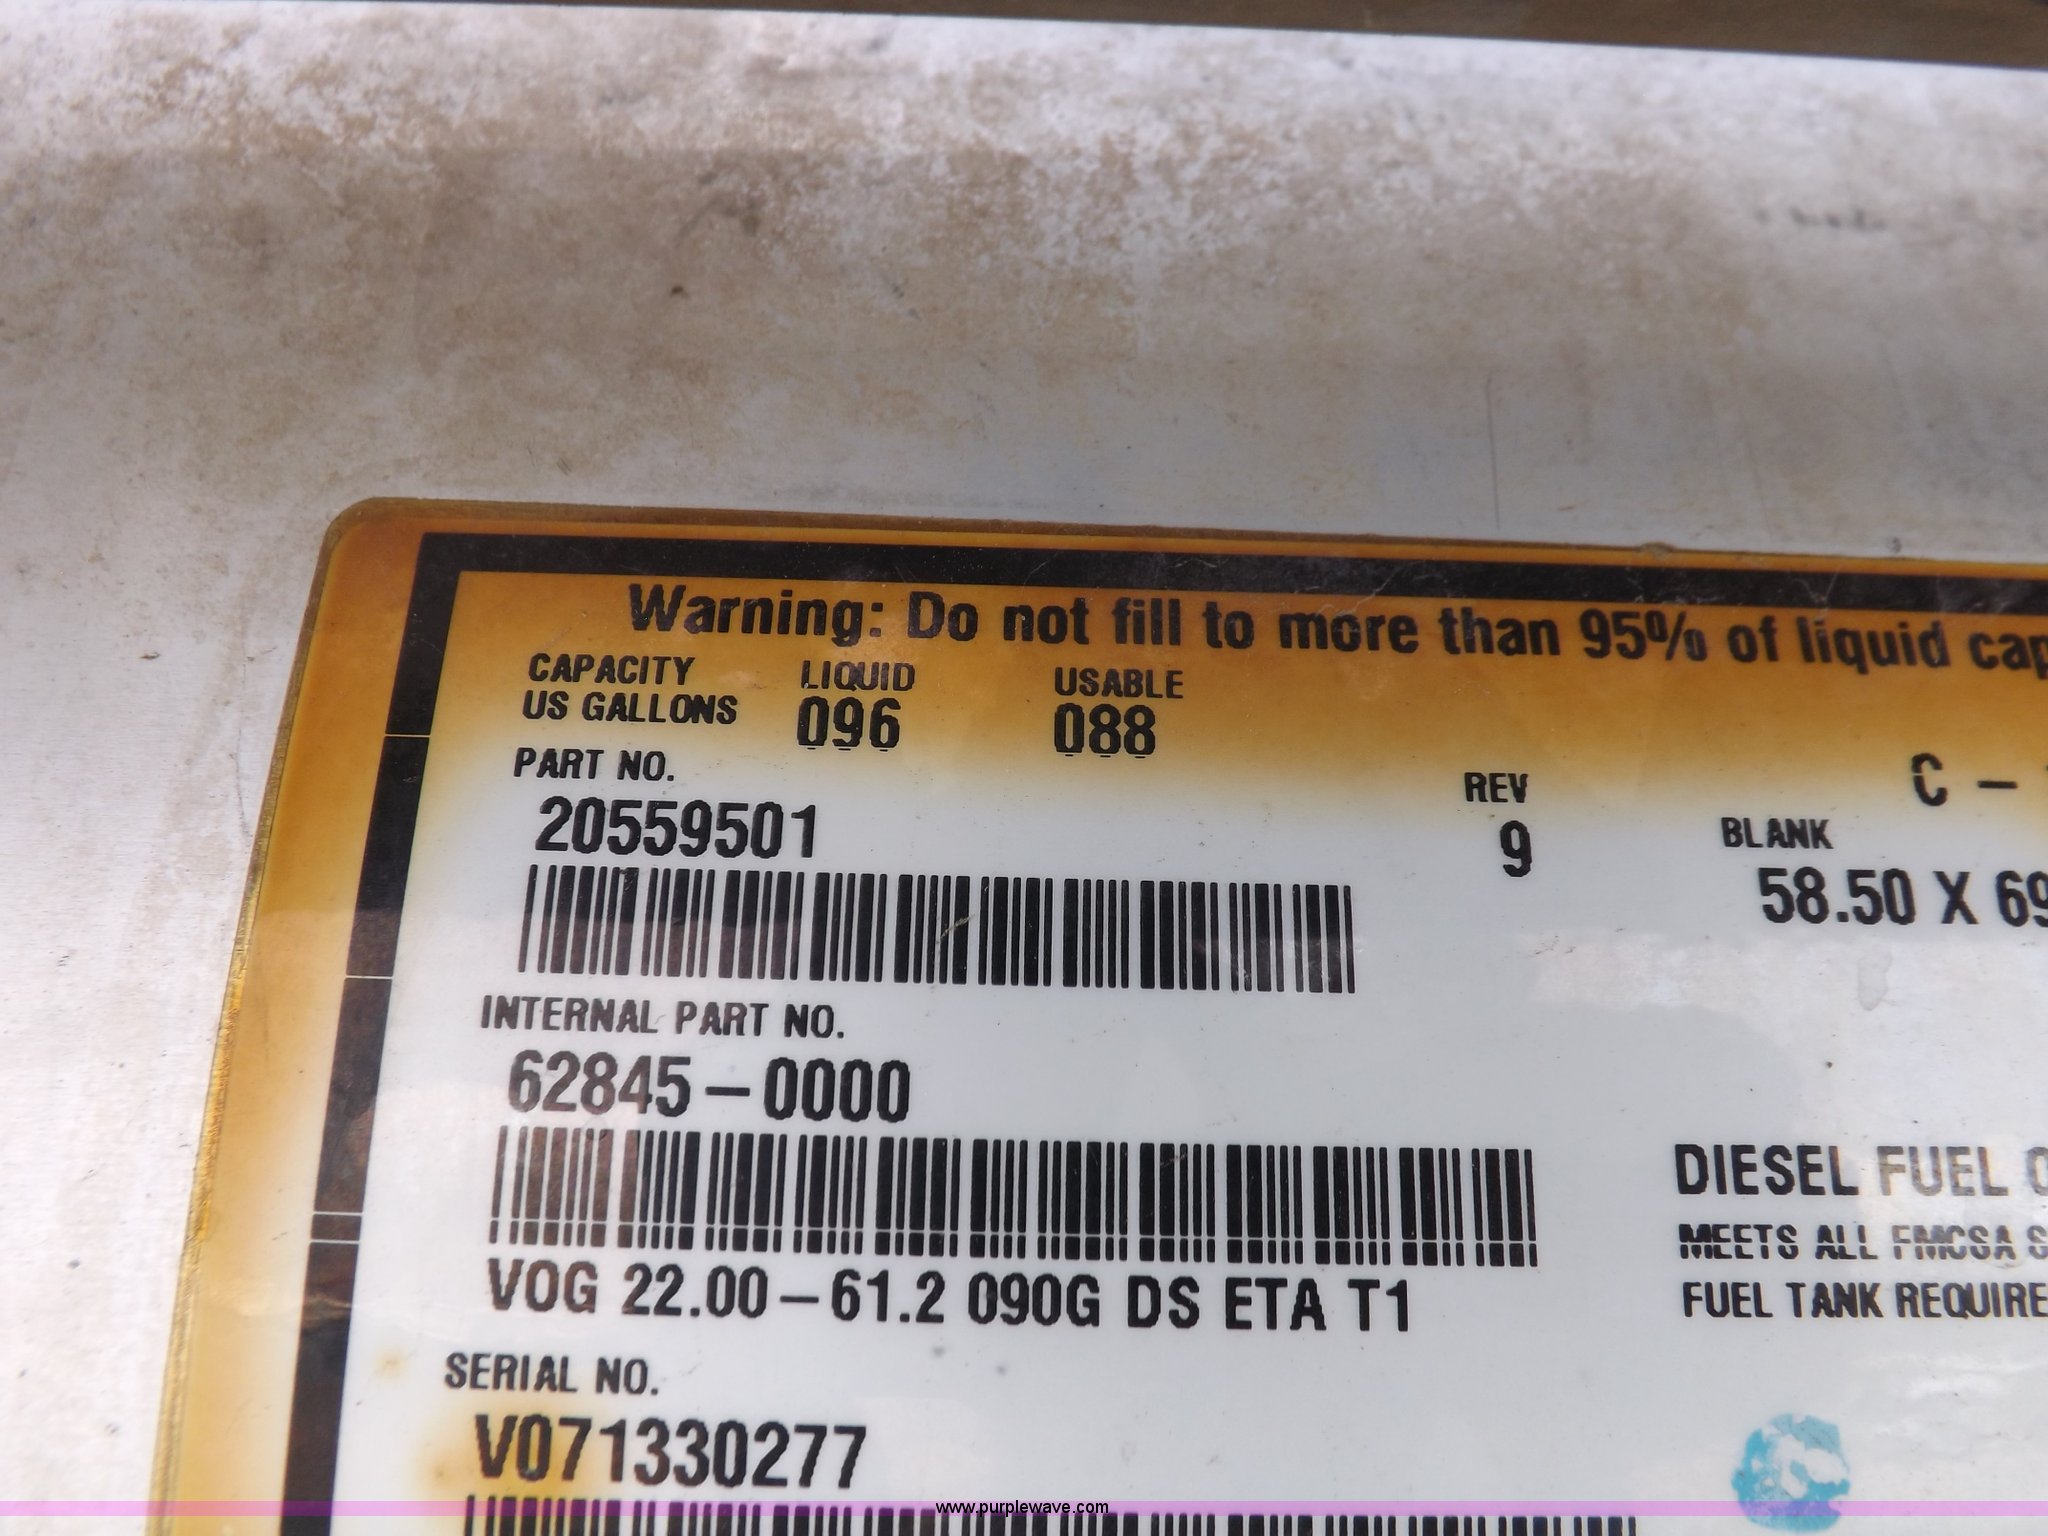 Warning: Do not fill to more than 95% of liquid cap
CAPACITY LIQUID USABLE
US GALLONS 096 088
PART NO. REV C -
20559501 9 BLANK
58.50 X 69
INTERNAL PART NO.
62845-0000
DIESEL FUEL O
MEETS ALL FMCSA S
VOG 22.00-61.2 090G DS ETA T1 FUEL TANK REQUIRE
SERIAL NO.
V071330277
www.purplewave.com